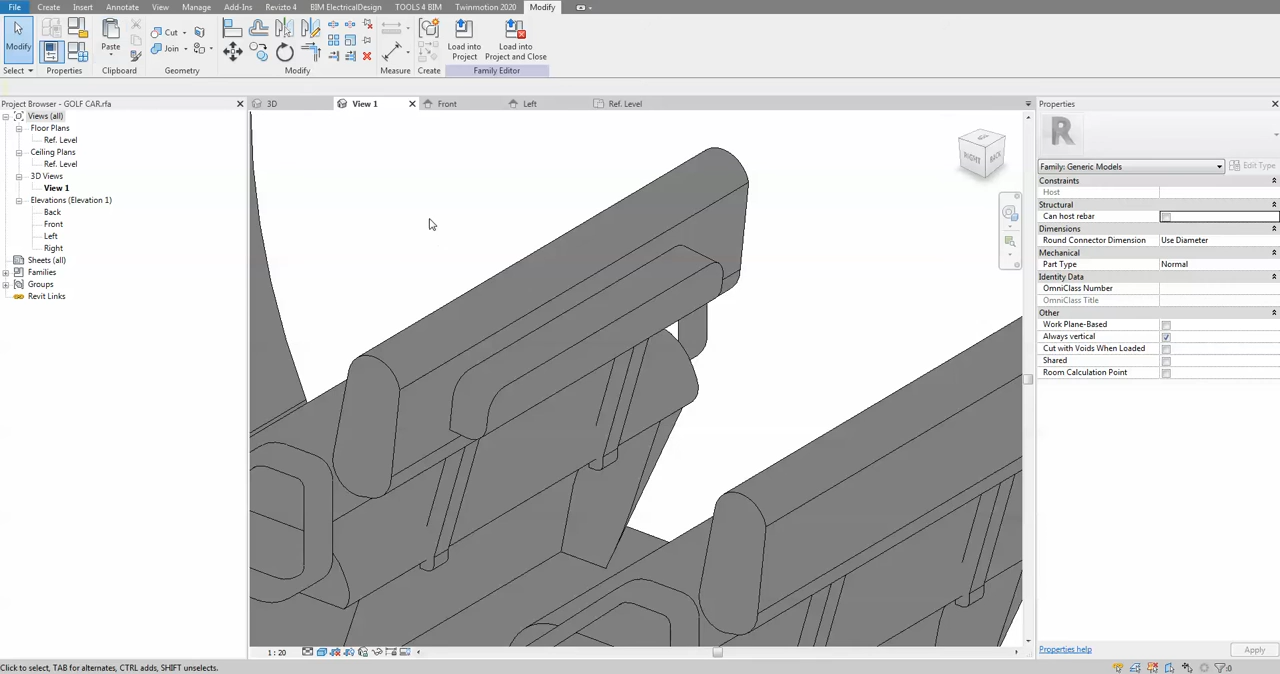 File Create Insert Annotate View Manage Add-Ins Revizto 4 BIM ElectricalDesign TOOLS 4 BIM Twinmotion 2020 Modify
Modify Paste Cut Join Load into Project Load into Project and Close
Select Properties Clipboard Geometry Modify Measure Create Family Editor
Project Browser - GOLF CAR.rfa
Views (all)
Floor Plans
Ref. Level
Ceiling Plans
Ref. Level
3D Views
View 1
Elevations (Elevation 1)
Back
Front
Left
Right
Sheets (all)
Families
Groups
Revit Links
3D View 1 Front Left Ref. Level
RIGHT BACK
1 : 20
Properties
R
Family: Generic Models Edit Type
Constraints
Host
Structural
Can host rebar
Dimensions
Round Connector Dimension Use Diameter
Mechanical
Part Type Normal
Identity Data
OmniClass Number
OmniClass Title
Other
Work Plane-Based
Always vertical
Cut with Voids When Loaded
Shared
Room Calculation Point
Properties help Apply
Click to select, TAB for alternates, CTRL adds, SHIFT unselects. :0